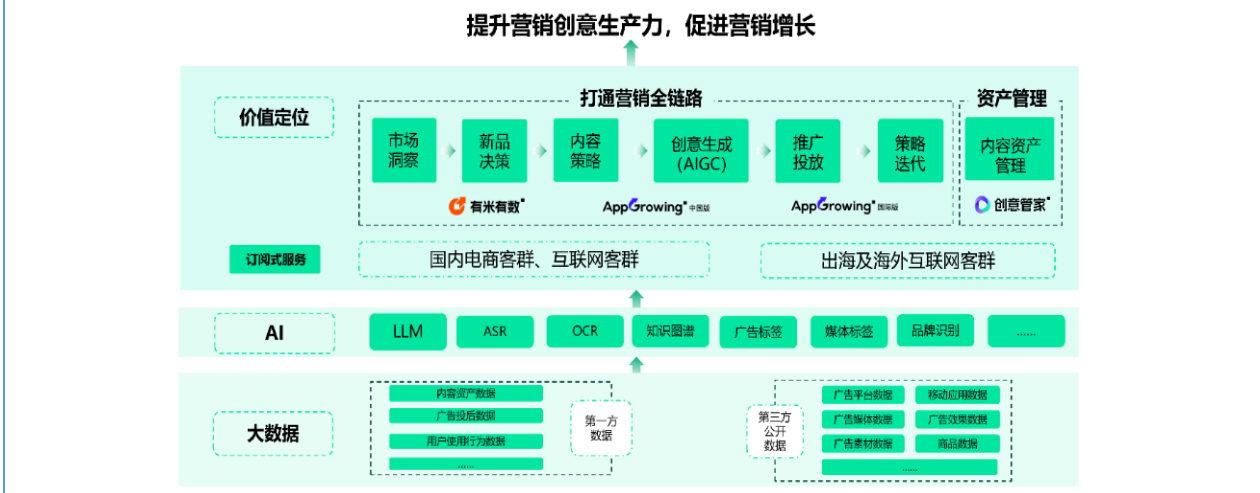 提升营销创意生产力，促进营销增长
价值定位
打通营销全链路
资产管理
市场
洞察
新品
决策
内容
策略
创意生成
(AIGC)
推广
投放
策略
迭代
内容资产
管理
有米有数
AppGrowing 中国版
AppGrowing 国际版
创意管家
订阅式服务
国内电商客群、互联网客群
出海及海外互联网客群
AI
LLM
ASR
OCR
知识图谱
广告标签
媒体标签
品牌识别
......
大数据
内容资产数据
广告投后数据
用户使用行为数据
......
第一方
数据
第三方
公开
数据
广告平台数据
移动应用数据
广告媒体数据
广告效果数据
广告素材数据
商品数据
......